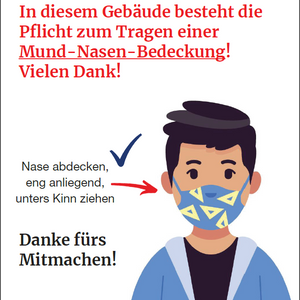 In diesem Gebäude besteht die
Pflicht zum Tragen einer
Mund-Nasen-Bedeckung!
Vielen Dank!
Nase abdecken,
eng anliegend,
unters Kinn ziehen
Danke fürs
Mitmachen!